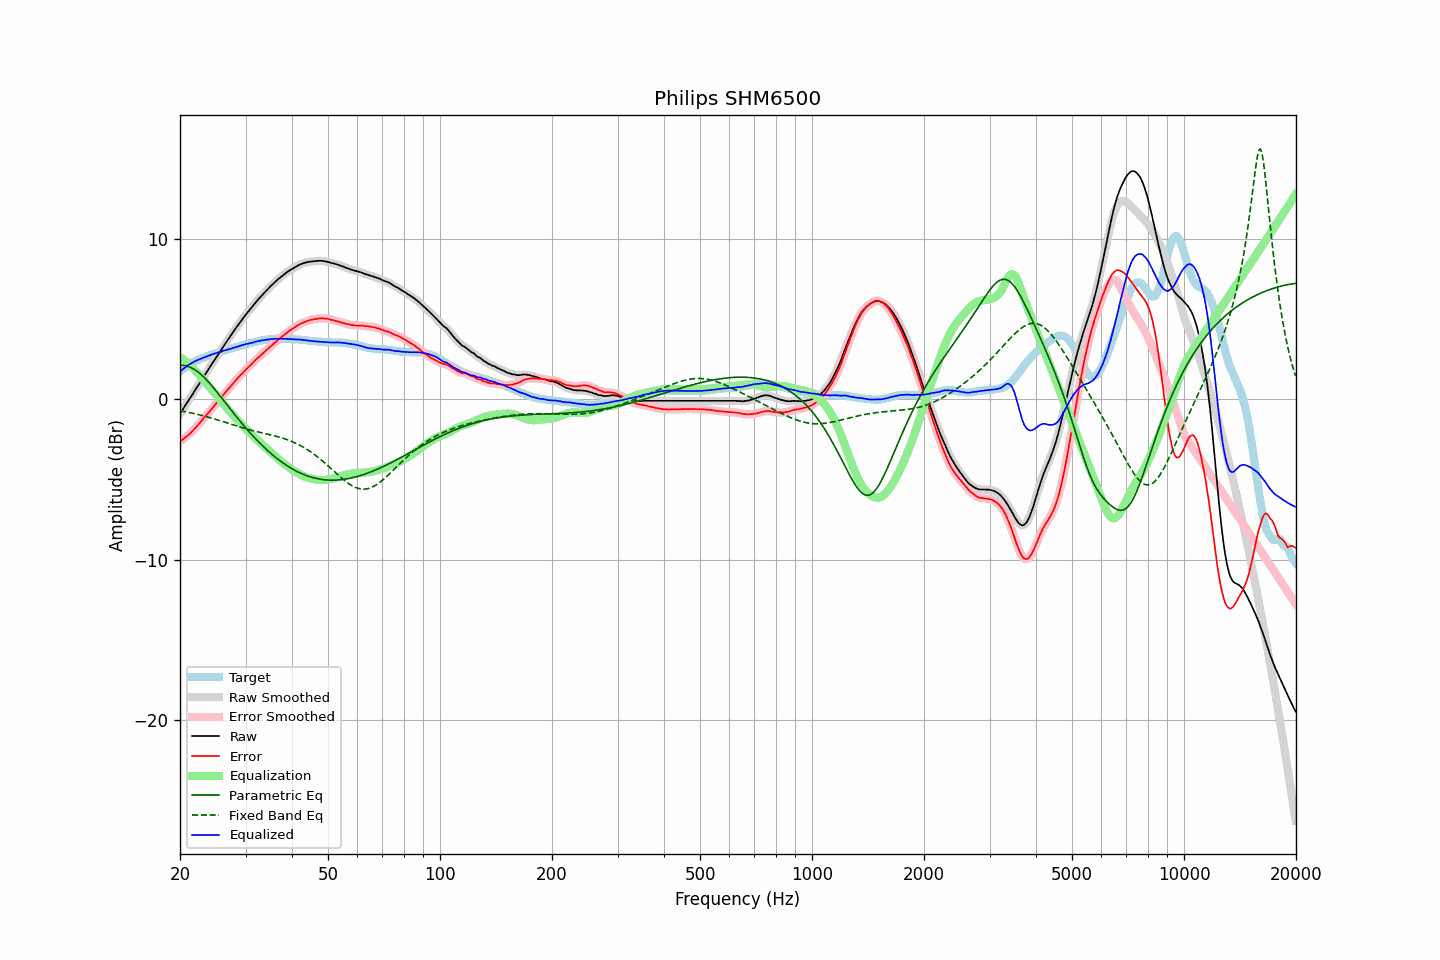 Philips SHM6500
Amplitude (dBr)
10
0
−10
−20
Target
Raw Smoothed
Error Smoothed
Raw
Error
Equalization
Parametric Eq
Fixed Band Eq
Equalized
20 50 100 200 500 1000 2000 5000 10000 20000
Frequency (Hz)